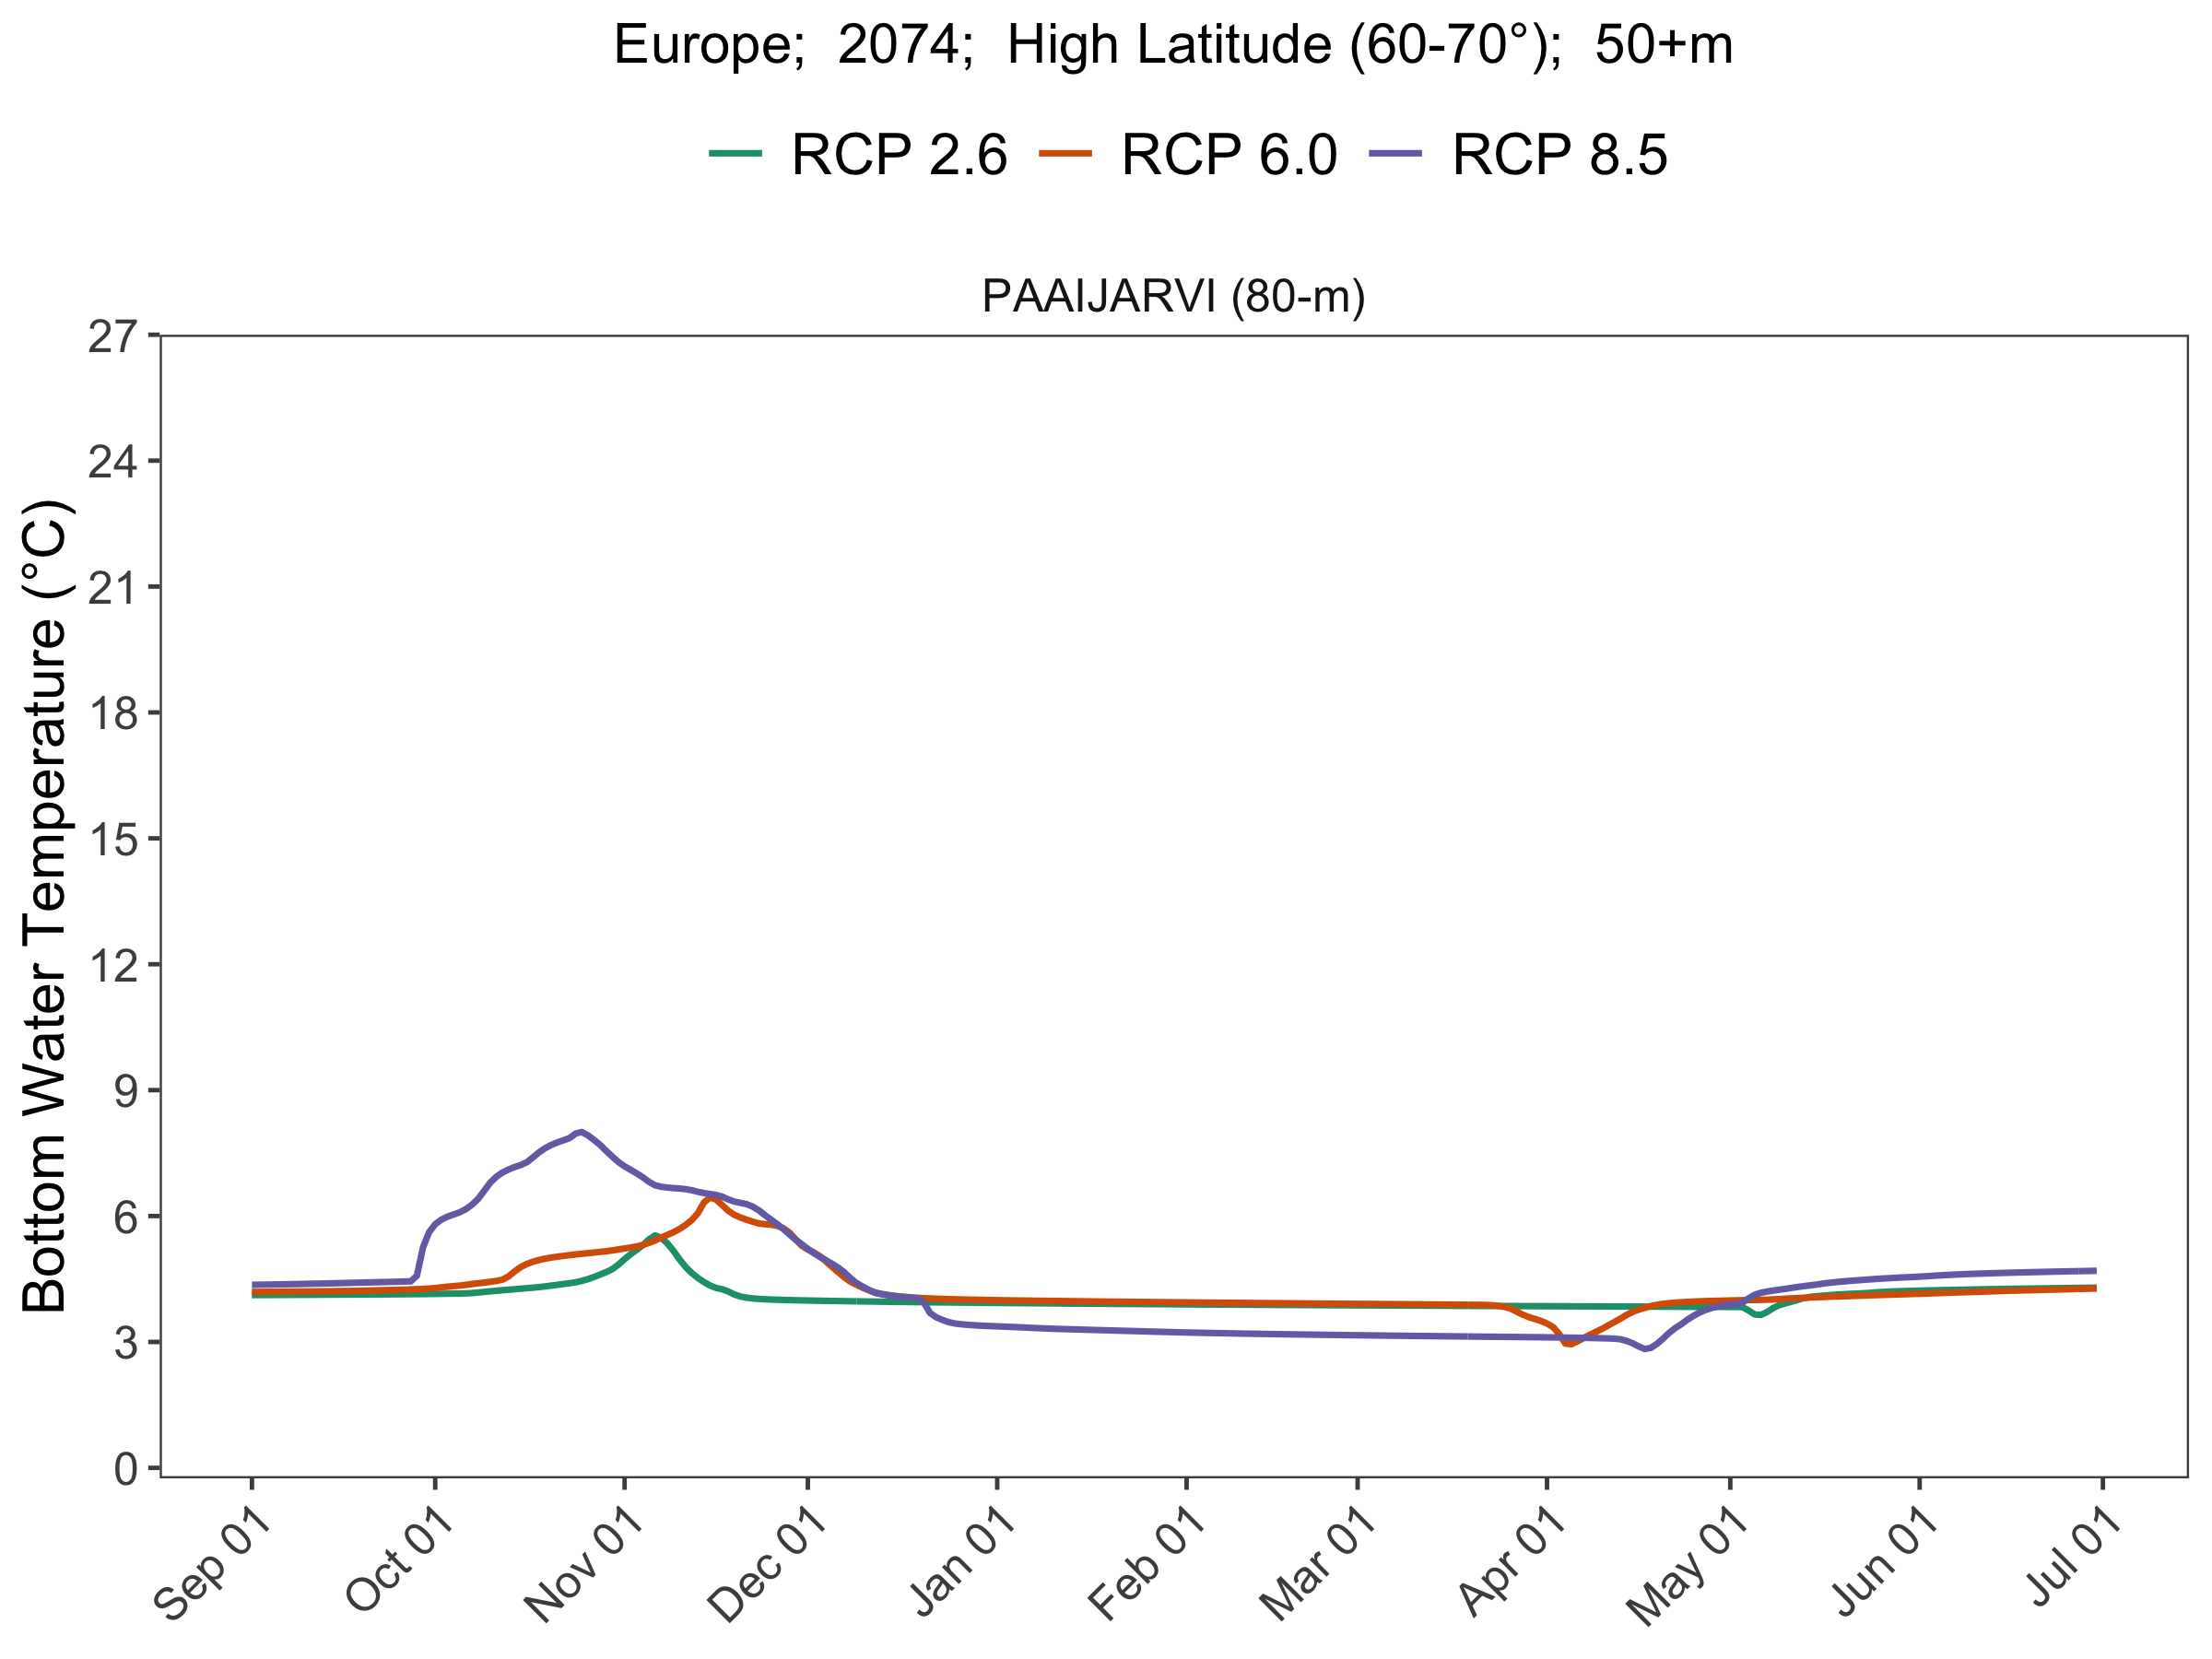 Europe;  2074;  High Latitude (60-70°);  50+m
RCP 2.6 RCP 6.0 RCP 8.5
PAAIJARVI (80-m)
Bottom Water Temperature (°C)
27
24
21
18
15
12
9
6
3
0
Sep 01 Oct 01 Nov 01 Dec 01 Jan 01 Feb 01 Mar 01 Apr 01 May 01 Jun 01 Jul 01